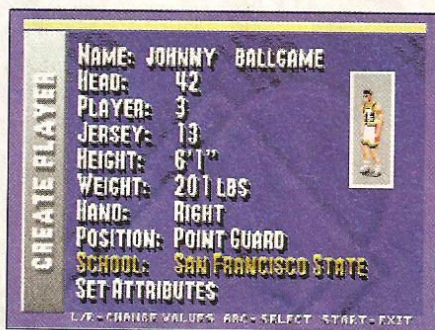 CREATE PLAYER
NAME: JOHNNY BALLGAME
HEAD: 42
PLAYER: 3
JERSEY: 13
HEIGHT: 6'1"
WEIGHT: 201 LBS
HAND: RIGHT
POSITION: POINT GUARD
SCHOOL: SAN FRANCISCO STATE
SET ATTRIBUTES
L/R-CHANGE VALUES ABC-SELECT START-EXIT
13